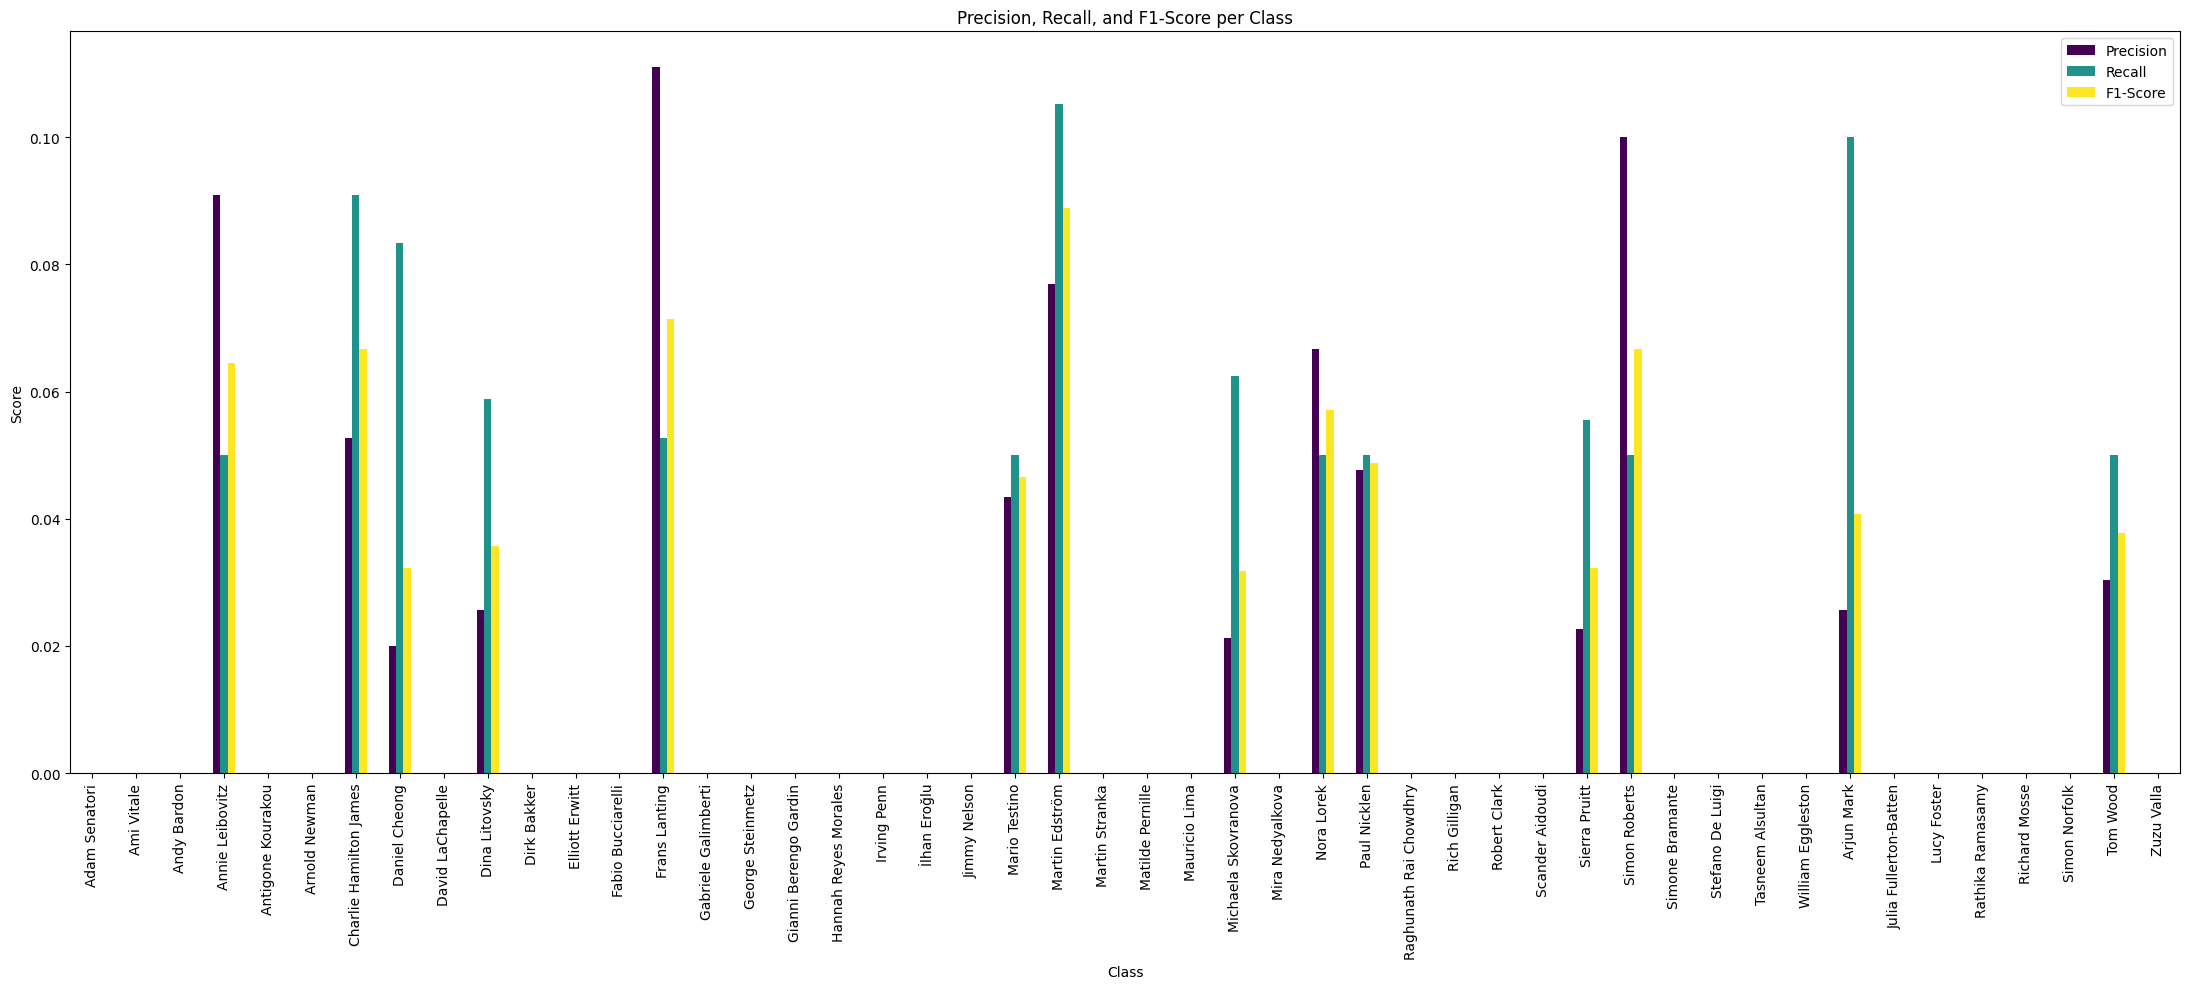 Precision, Recall, and F1-Score per Class
Precision
Recall
F1-Score
0.10
0.08
0.06
0.04
0.02
0.00
Score
Adam Senatori
Ami Vitale
Andy Bardon
Annie Leibovitz
Antigone Kourakou
Arnold Newman
Charlie Hamilton James
Daniel Cheong
David LaChapelle
Dina Litovsky
Dirk Bakker
Elliott Erwitt
Fabio Bucciarelli
Frans Lanting
Gabriele Galimberti
George Steinmetz
Gianni Berengo Gardin
Hannah Reyes Morales
Irving Penn
İlhan Eroğlu
Jimmy Nelson
Mario Testino
Martin Edström
Martin Stranka
Matilde Pernille
Mauricio Lima
Michaela Skovranova
Mira Nedyalkova
Nora Lorek
Paul Nicklen
Raghunath Rai Chowdhry
Rich Gilligan
Robert Clark
Scander Aidoudi
Sierra Pruitt
Simon Roberts
Simone Bramante
Stefano De Luigi
Tasneem Alsultan
William Eggleston
Arjun Mark
Julia Fullerton-Batten
Lucy Foster
Rathika Ramasamy
Richard Mosse
Simon Norfolk
Tom Wood
Zuzu Valla
Class